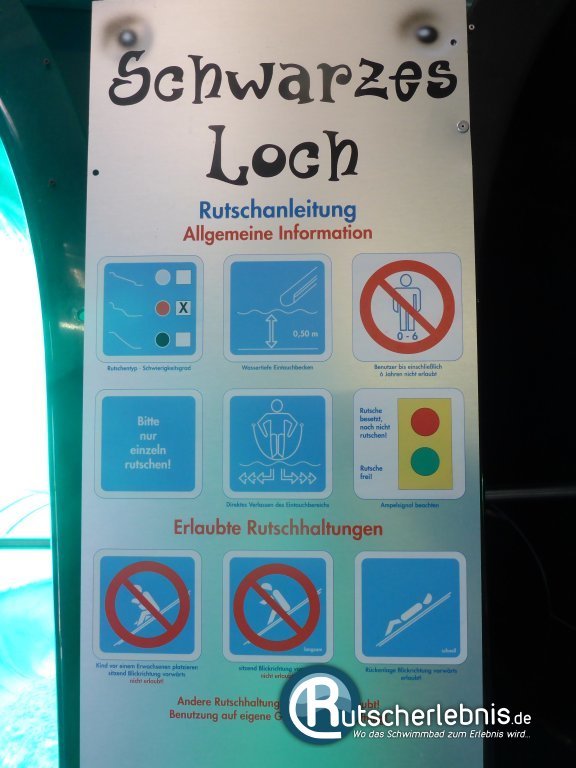 Schwarzes
Loch
Rutschanleitung
Allgemeine Information
X
Rutschentyp - Schwierigkeitsgrad
0,50 m
Wassertiefe Eintauchbecken
0 - 6
Benutzer bis einschließlich
6 Jahren nicht erlaubt
Bitte
nur
einzeln
rutschen!
Direktes Verlassen des Eintauchbereichs
Rutsche
besetzt,
noch nicht
rutschen!
Rutsche
frei!
Ampelsignal beachten
Erlaubte Rutschhaltungen
Kind vor einem Erwachsenen platzieren
sitzend Blickrichtung vorwärts
nicht erlaubt!
langsam
sitzend Blickrichtung
nicht
schnell
Rückenlage Blickrichtung vorwärts
erlaubt!
Andere Rutschhaltung
Benutzung auf eigene
Rutscherlebnis.de
Wo das Schwimmbad zum Erlebnis wird...